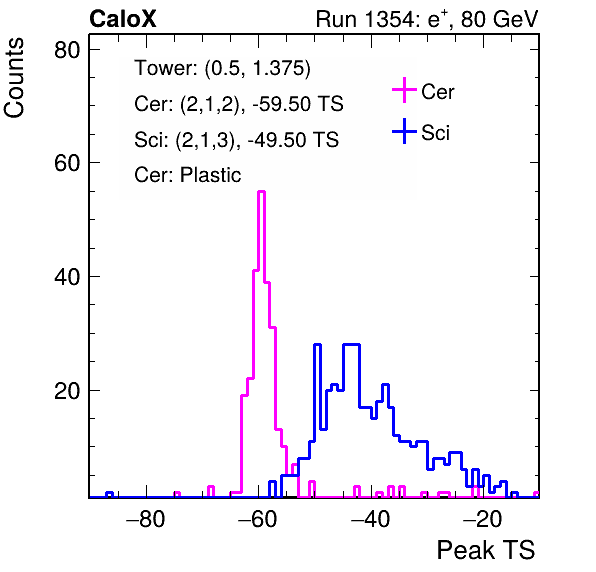 CaloX Run 1354: e⁺, 80 GeV
Counts
80
Tower: (0.5, 1.375)
Cer: (2,1,2), -59.50 TS
Sci: (2,1,3), -49.50 TS
Cer: Plastic
Cer
Sci
60
40
20
−80 −60 −40 −20
Peak TS